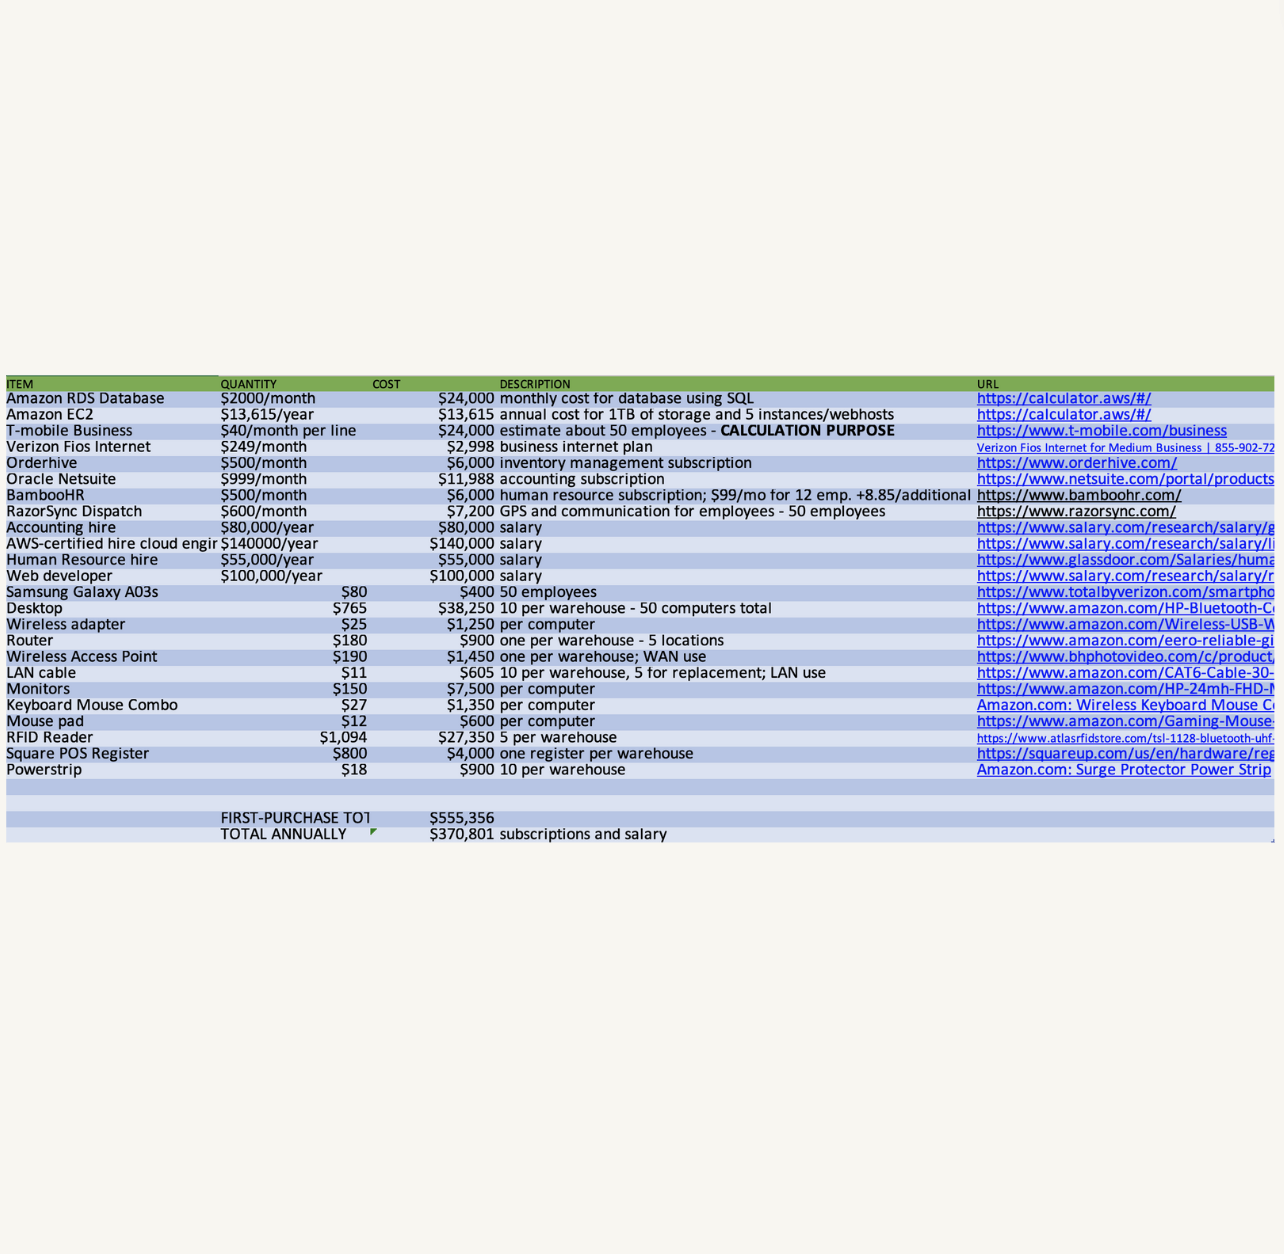 ITEM QUANTITY COST DESCRIPTION URL
Amazon RDS Database $2000/month $24,000 monthly cost for database using SQL https://calculator.aws/#/
Amazon EC2 $13,615/year $13,615 annual cost for 1TB of storage and 5 instances/webhosts https://calculator.aws/#/
T-mobile Business $40/month per line $24,000 estimate about 50 employees - CALCULATION PURPOSE https://www.t-mobile.com/business
Verizon Fios Internet $249/month $2,998 business internet plan Verizon Fios Internet for Medium Business | 855-902-72
Orderhive $500/month $6,000 inventory management subscription https://www.orderhive.com/
Oracle Netsuite $999/month $11,988 accounting subscription https://www.netsuite.com/portal/products
BambooHR $500/month $6,000 human resource subscription; $99/mo for 12 emp. +8.85/additional https://www.bamboohr.com/
RazorSync Dispatch $600/month $7,200 GPS and communication for employees - 50 employees https://www.razorsync.com/
Accounting hire $80,000/year $80,000 salary https://www.salary.com/research/salary/g
AWS-certified hire cloud engir $140000/year $140,000 salary https://www.salary.com/research/salary/li
Human Resource hire $55,000/year $55,000 salary https://www.glassdoor.com/Salaries/huma
Web developer $100,000/year $100,000 salary https://www.salary.com/research/salary/r
Samsung Galaxy A03s $80 $400 50 employees https://www.totalbyverizon.com/smartpho
Desktop $765 $38,250 10 per warehouse - 50 computers total https://www.amazon.com/HP-Bluetooth-C
Wireless adapter $25 $1,250 per computer https://www.amazon.com/Wireless-USB-W
Router $180 $900 one per warehouse - 5 locations https://www.amazon.com/eero-reliable-gi
Wireless Access Point $190 $1,450 one per warehouse; WAN use https://www.bhphotovideo.com/c/product/
LAN cable $11 $605 10 per warehouse, 5 for replacement; LAN use https://www.amazon.com/CAT6-Cable-30-
Monitors $150 $7,500 per computer https://www.amazon.com/HP-24mh-FHD-M
Keyboard Mouse Combo $27 $1,350 per computer Amazon.com: Wireless Keyboard Mouse C
Mouse pad $12 $600 per computer https://www.amazon.com/Gaming-Mouse-
RFID Reader $1,094 $27,350 5 per warehouse https://www.atlasrfidstore.com/tsl-1128-bluetooth-uhf-
Square POS Register $800 $4,000 one register per warehouse https://squareup.com/us/en/hardware/reg
Powerstrip $18 $900 10 per warehouse Amazon.com: Surge Protector Power Strip
FIRST-PURCHASE TOT $555,356
TOTAL ANNUALLY $370,801 subscriptions and salary